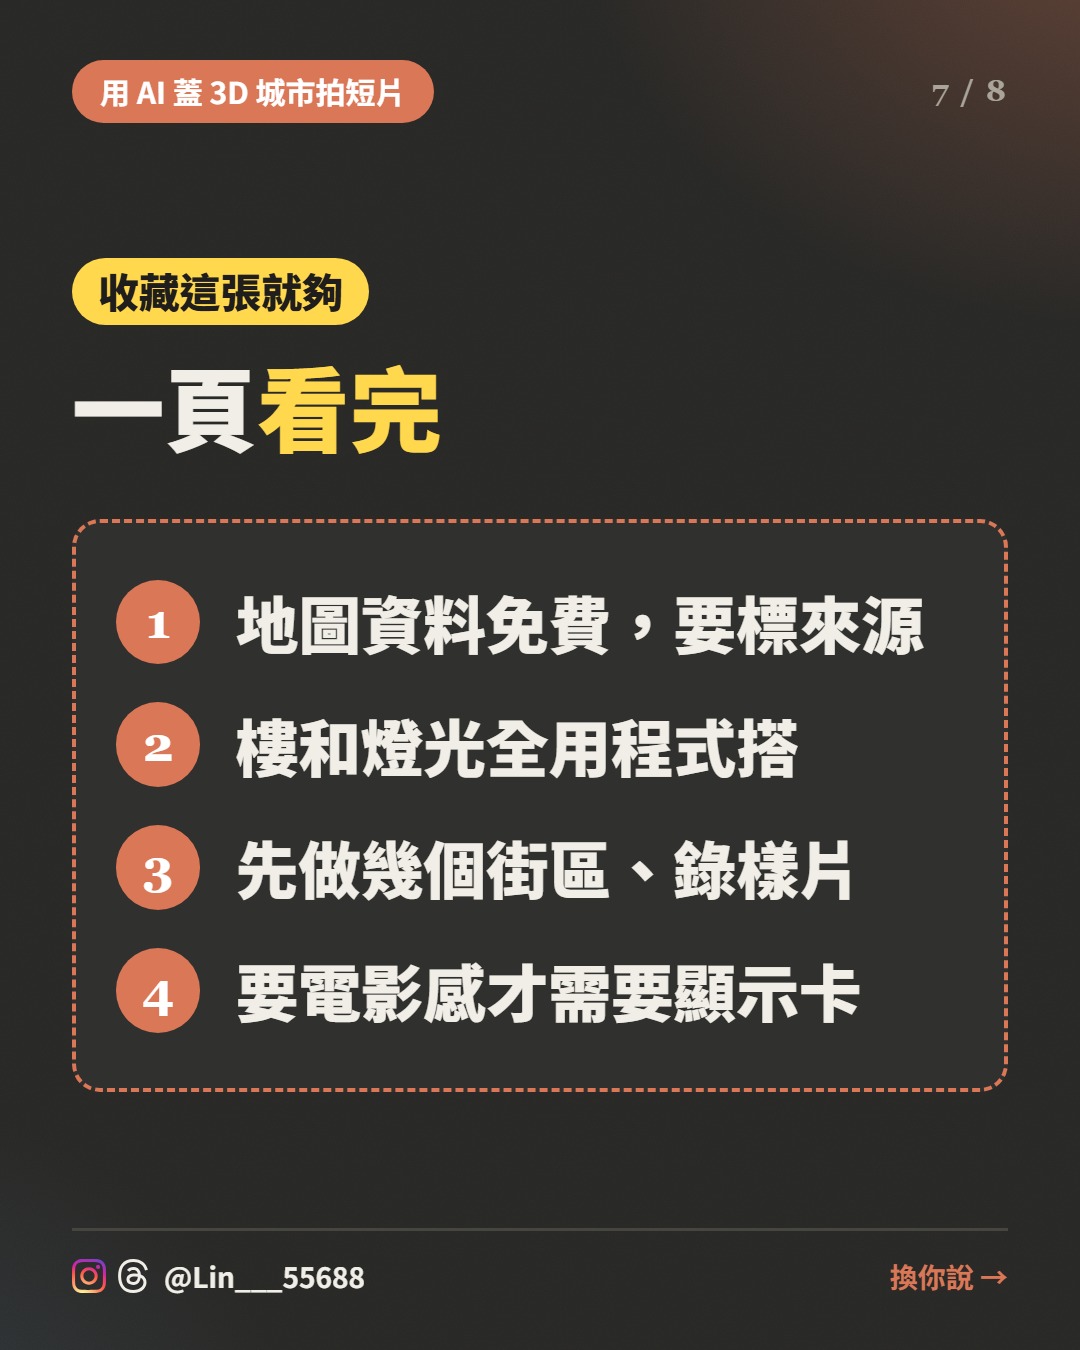 用 AI 蓋 3D 城市拍短片
7 / 8
收藏這張就夠
一頁看完
1 地圖資料免費，要標來源
2 樓和燈光全用程式搭
3 先做幾個街區、錄樣片
4 要電影感才需要顯示卡
@Lin___55688
換你說 →